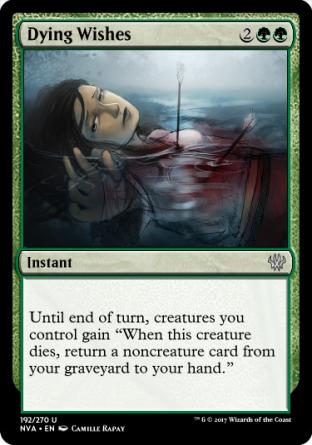 Dying Wishes 2
Instant
Until end of turn, creatures you
control gain “When this creature
dies, return a noncreature card from
your graveyard to your hand.”
192/270 U
NVA • EN Camille Rapay
™ & © 2017 Wizards of the Coast